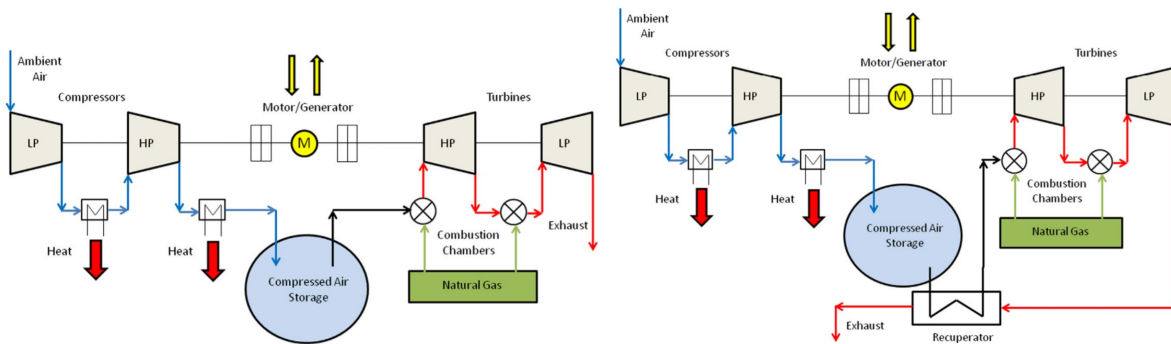 Ambient
Air
Compressors
Motor/Generator
Turbines
LP
HP
M
HP
LP
Heat
Heat
Compressed Air
Storage
Combustion
Chambers
Natural Gas
Exhaust
Ambient
Air
Compressors
Motor/Generator
Turbines
LP
HP
M
HP
LP
Heat
Heat
Compressed Air
Storage
Combustion
Chambers
Natural Gas
Exhaust
Recuperator